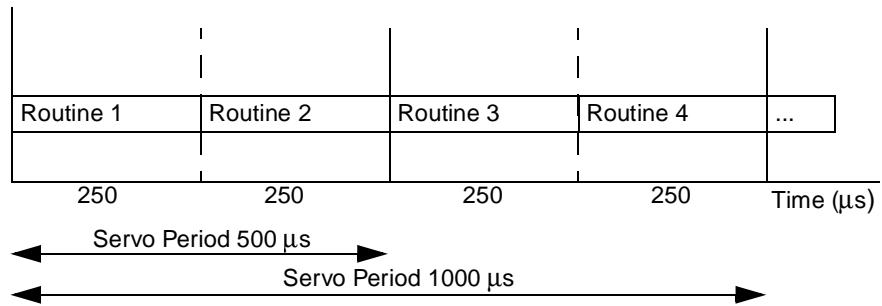 Routine 1 Routine 2 Routine 3 Routine 4 ...
250 250 250 250 Time (μs)
Servo Period 500 μs
Servo Period 1000 μs